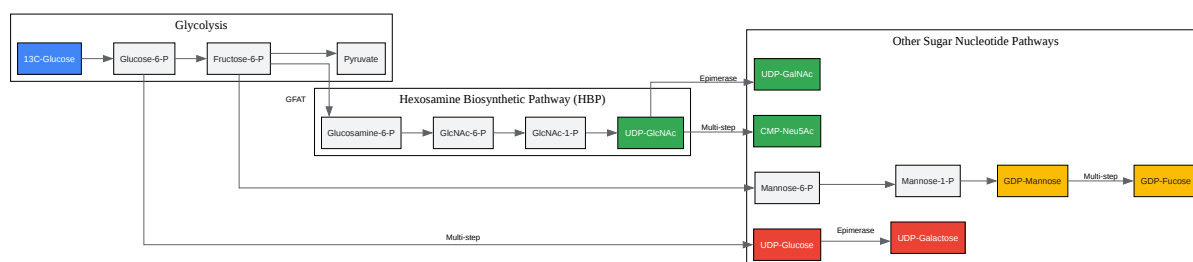 Glycolysis
13C-Glucose
Glucose-6-P
Fructose-6-P
Pyruvate
GFAT
Hexosamine Biosynthetic Pathway (HBP)
Glucosamine-6-P
GlcNAc-6-P
GlcNAc-1-P
UDP-GlcNAc
Other Sugar Nucleotide Pathways
Epimerase
UDP-GalNAc
Multi-step
CMP-Neu5Ac
Mannose-6-P
Mannose-1-P
GDP-Mannose
Multi-step
GDP-Fucose
Multi-step
UDP-Glucose
Epimerase
UDP-Galactose